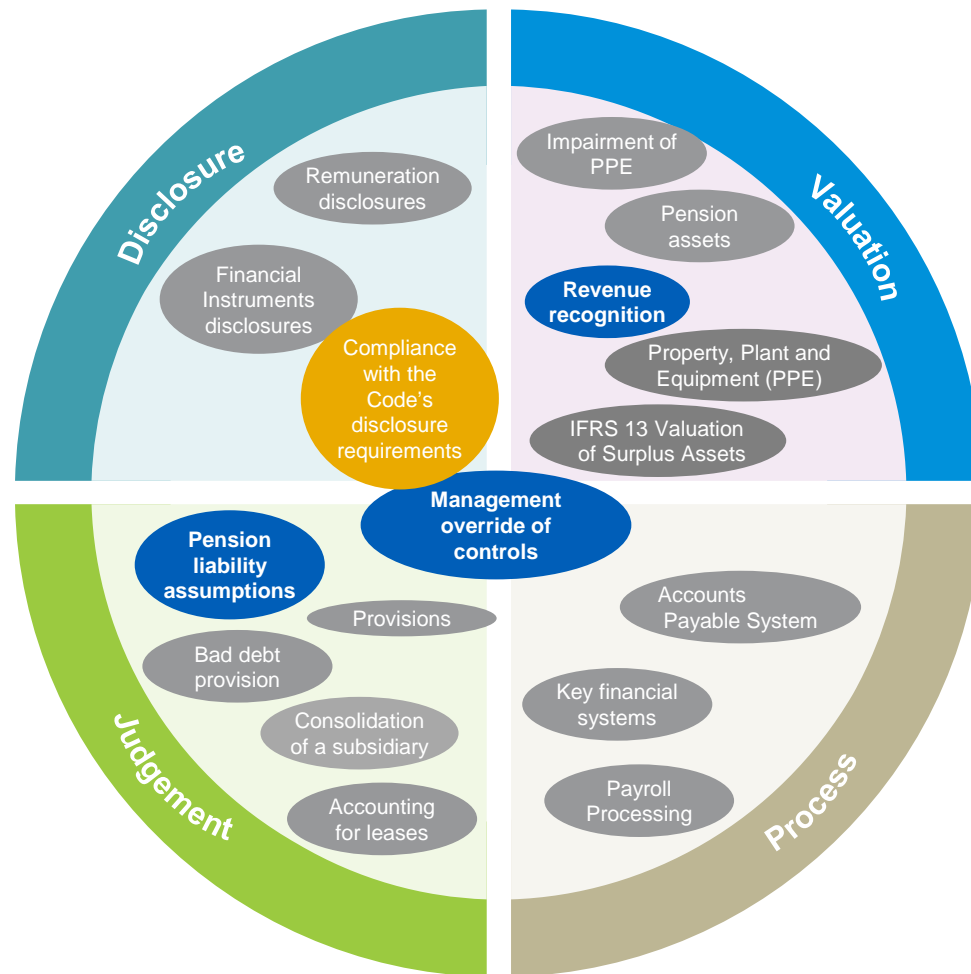 Disclosure
Remuneration
disclosures
Financial
Instruments
disclosures
Compliance
with the
Code's
disclosure
requirements
Valuation
Impairment of
PPE
Pension
assets
Revenue
recognition
Property, Plant and
Equipment (PPE)
IFRS 13 Valuation
of Surplus Assets
Management
override of
controls
Judgement
Pension
liability
assumptions
Provisions
Bad debt
provision
Consolidation
of a subsidiary
Accounting
for leases
Process
Accounts
Payable System
Key financial
systems
Payroll
Processing